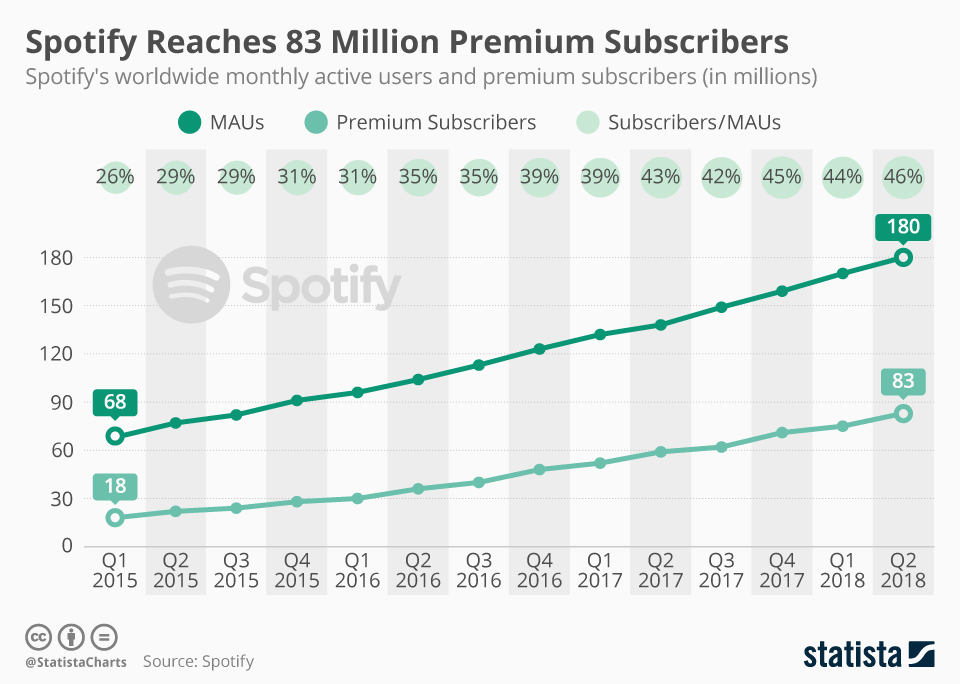 Spotify Reaches 83 Million Premium Subscribers
Spotify's worldwide monthly active users and premium subscribers (in millions)
MAUs Premium Subscribers Subscribers/MAUs
26% 29% 29% 31% 31% 35% 35% 39% 39% 43% 42% 45% 44% 46%
180
180
Spotify
150
120
90
68
83
60
18
30
0
Q1 Q2 Q3 Q4 Q1 Q2 Q3 Q4 Q1 Q2 Q3 Q4 Q1 Q2
2015 2015 2015 2015 2016 2016 2016 2016 2017 2017 2017 2017 2018 2018
cc
@StatistaCharts Source: Spotify
statista